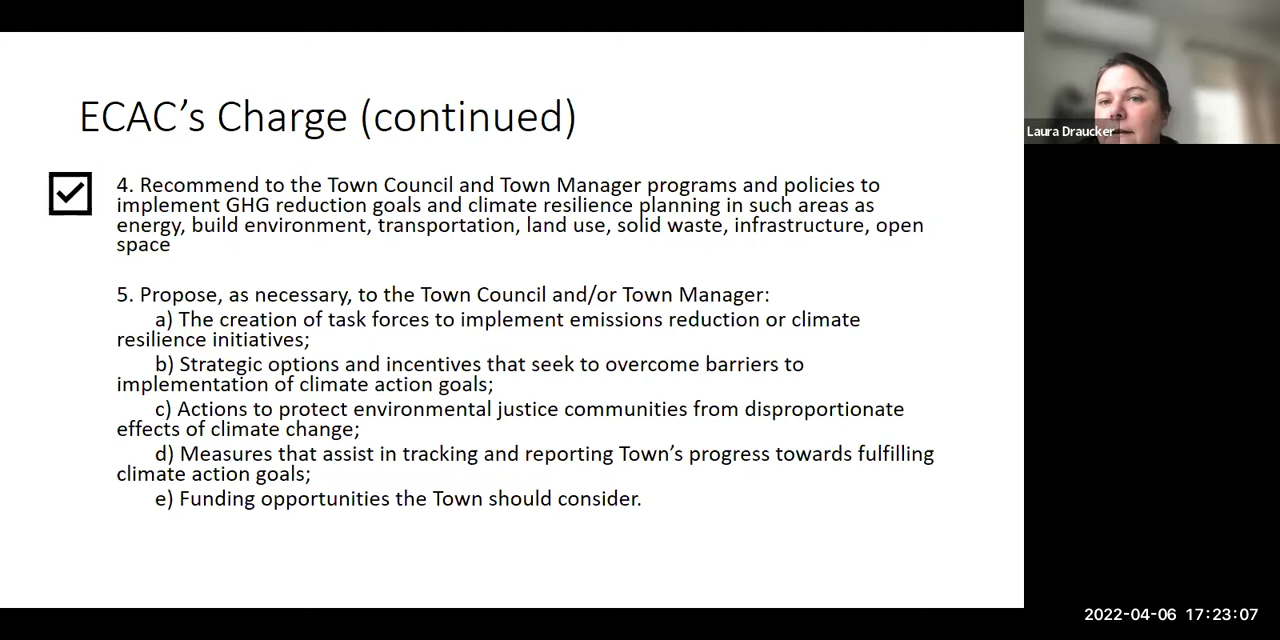 ECAC’s Charge (continued)
4. Recommend to the Town Council and Town Manager programs and policies to
implement GHG reduction goals and climate resilience planning in such areas as
energy, build environment, transportation, land use, solid waste, infrastructure, open
space
5. Propose, as necessary, to the Town Council and/or Town Manager:
a) The creation of task forces to implement emissions reduction or climate
resilience initiatives;
b) Strategic options and incentives that seek to overcome barriers to
implementation of climate action goals;
c) Actions to protect environmental justice communities from disproportionate
effects of climate change;
d) Measures that assist in tracking and reporting Town’s progress towards fulfilling
climate action goals;
e) Funding opportunities the Town should consider.
Laura Draucker
2022-04-06 17:23:07